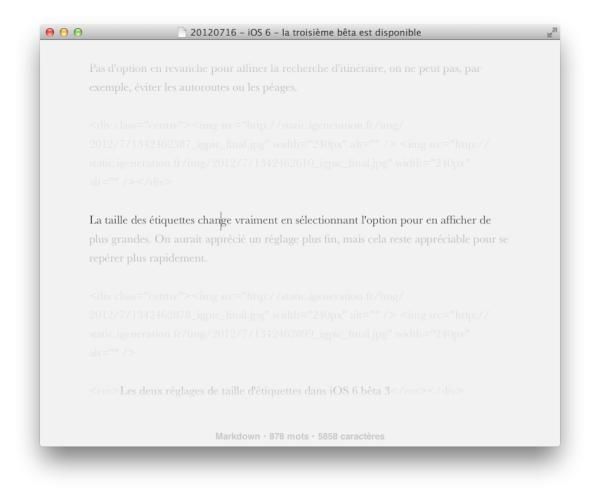 20120716 – iOS 6 – la troisième bêta est disponible
Pas d'option en revanche pour affiner la recherche d'itinéraire, on ne peut pas, par
exemple, éviter les autoroutes ou les péages.
<div class="centre"><img src="http://static.igeneration.fr/img/
2012/7/1342462587_igpic_final.jpg" width="240px" alt="" /> <img src="http://
static.igeneration.fr/img/2012/7/1342462610_igpic_final.jpg" width="240px"
alt="" /></div>
La taille des étiquettes change vraiment en sélectionnant l'option pour en afficher de
plus grandes. On aurait apprécié un réglage plus fin, mais cela reste appréciable pour se
repérer plus rapidement.
<div class="centre"><img src="http://static.igeneration.fr/img/
2012/7/1342462878_igpic_final.jpg" width="240px" alt="" /> <img src="http://
static.igeneration.fr/img/2012/7/1342462899_igpic_final.jpg" width="240px"
alt="" />
<em>Les deux réglages de taille d'étiquettes dans iOS 6 bêta 3</em></div>
Markdown · 878 mots · 5858 caractères